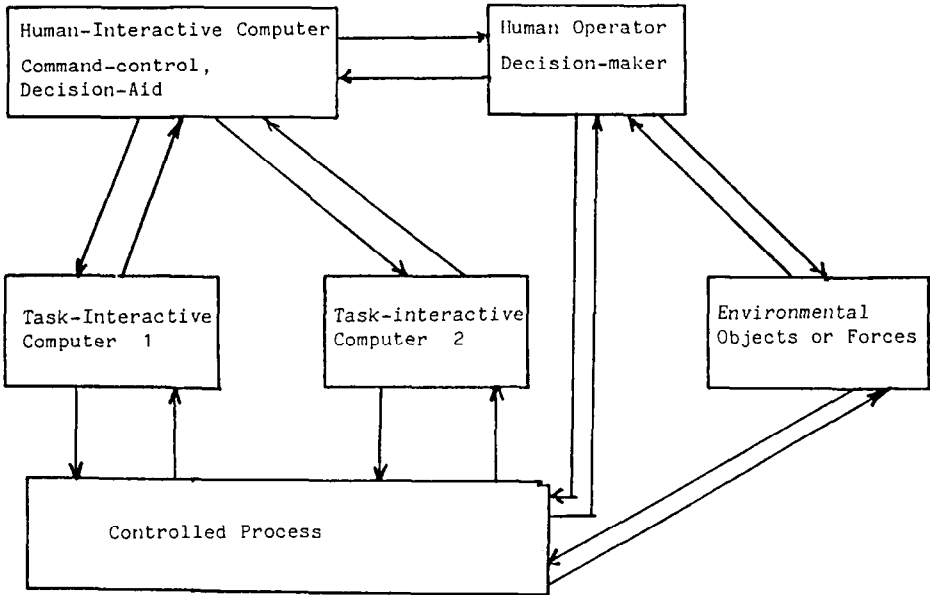 Human-Interactive Computer
Command-control,
Decision-Aid
Human Operator
Decision-maker
Task-Interactive
Computer 1
Task-interactive
Computer 2
Environmental
Objects or Forces
Controlled Process